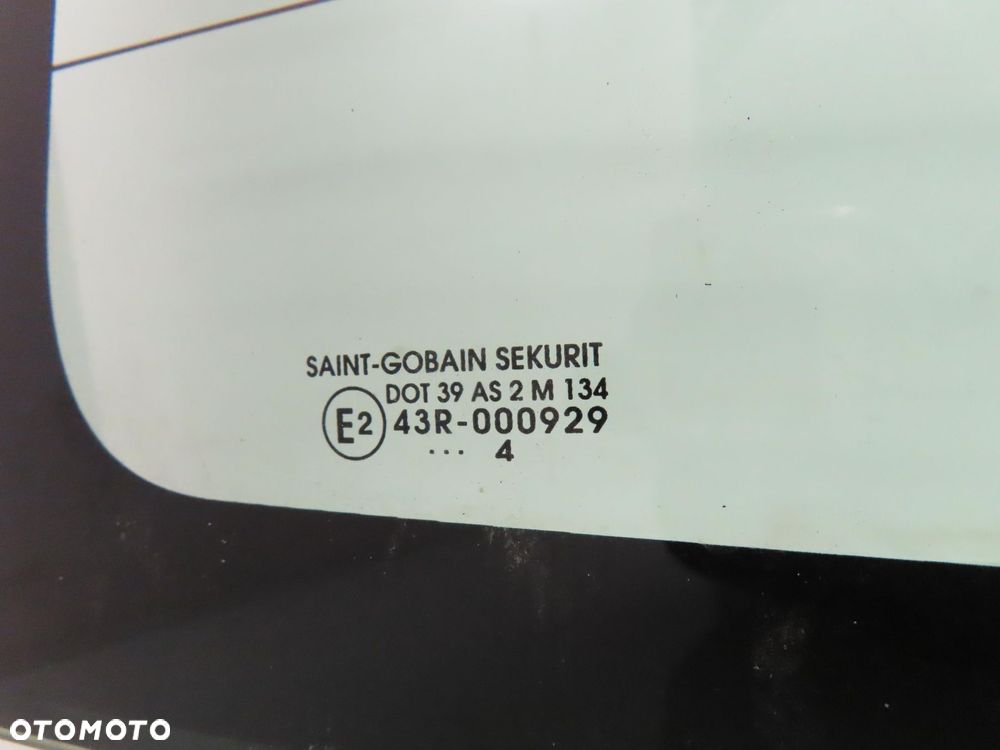 SAINT-GOBAIN SEKURIT
DOT 39 AS 2 M 134
E2 43R-000929
... 4
OTOMOTO